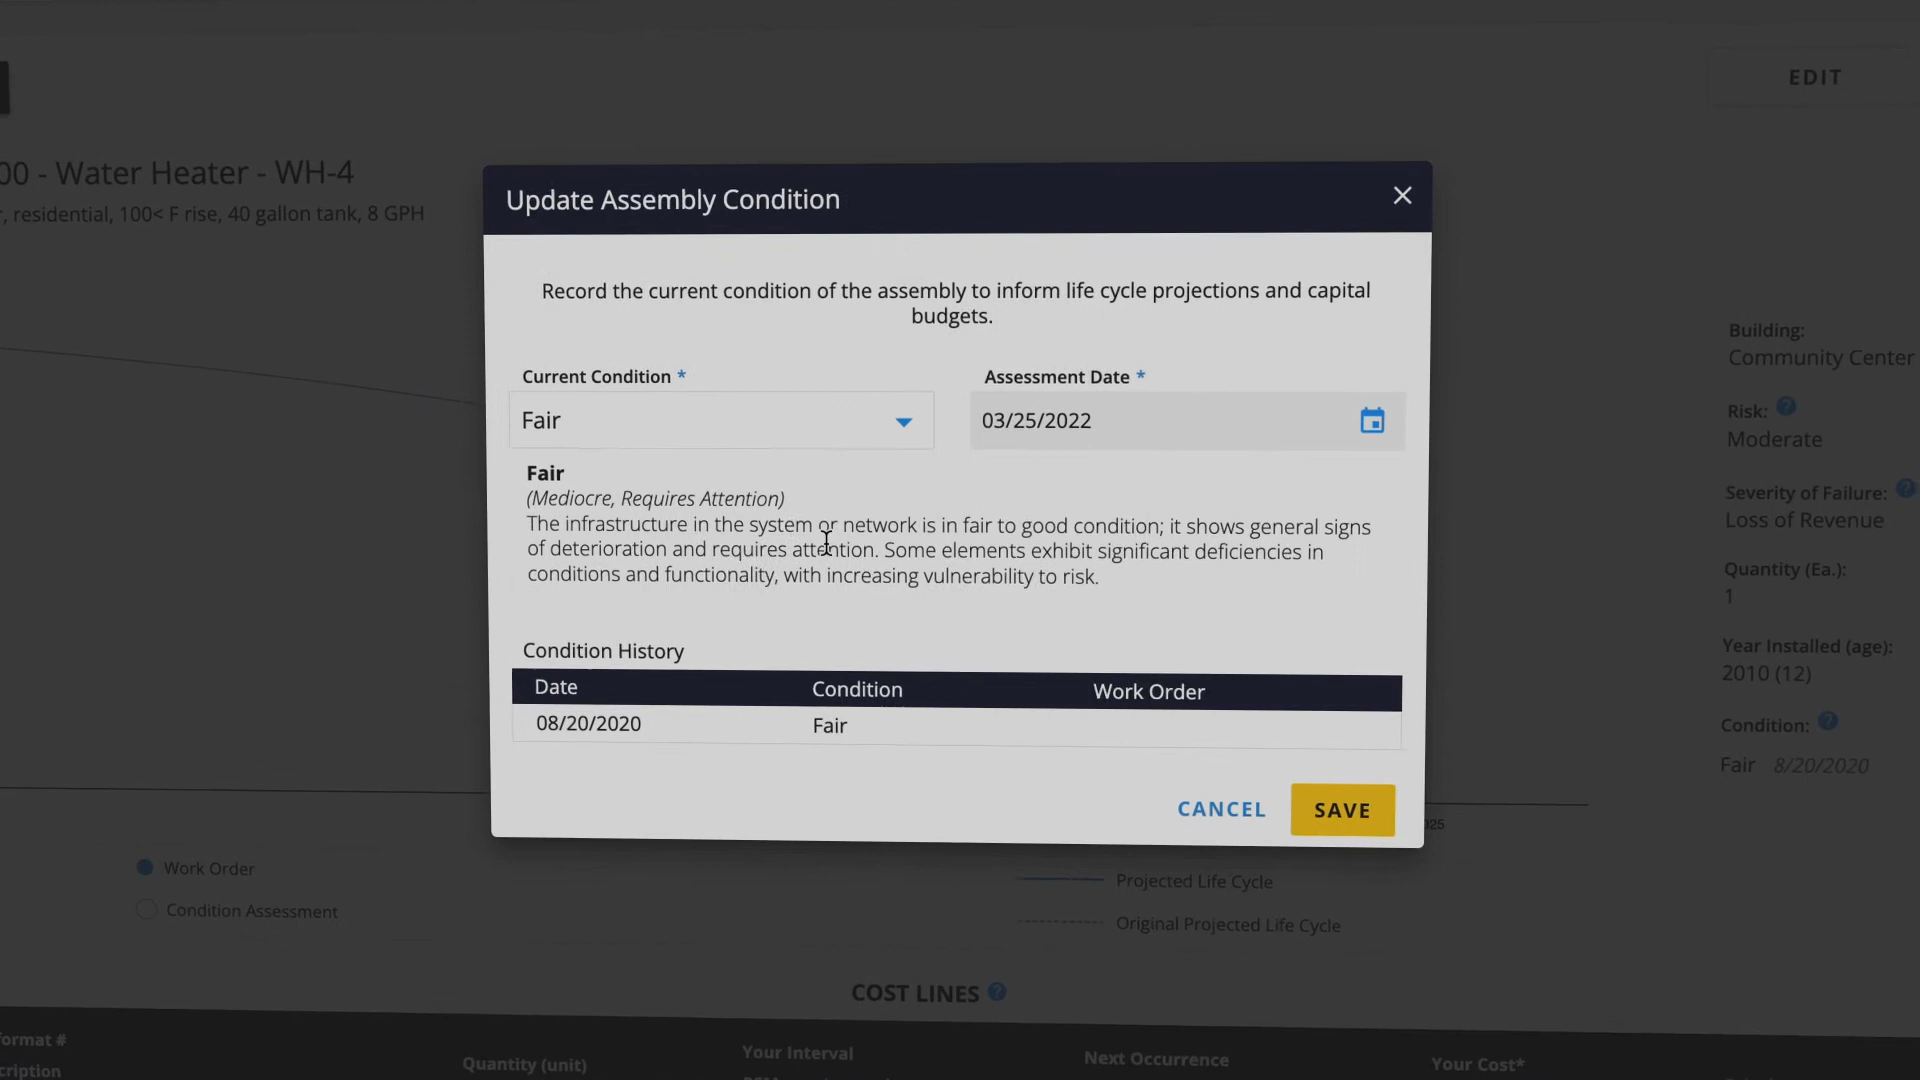 EDIT
00 - Water Heater - WH-4
, residential, 100< F rise, 40 gallon tank, 8 GPH
Update Assembly Condition
Record the current condition of the assembly to inform life cycle projections and capital
budgets.
Current Condition *
Assessment Date *
Fair
03/25/2022
Fair
(Mediocre, Requires Attention)
The infrastructure in the system or network is in fair to good condition; it shows general signs
of deterioration and requires attention. Some elements exhibit significant deficiencies in
conditions and functionality, with increasing vulnerability to risk.
Condition History
Date Condition Work Order
08/20/2020 Fair
CANCEL SAVE
Building:
Community Center
Risk: ?
Moderate
Severity of Failure: ?
Loss of Revenue
Quantity (Ea.):
1
Year Installed (age):
2010 (12)
Condition: ?
Fair 8/20/2020
025
Work Order
Condition Assessment
Projected Life Cycle
Original Projected Life Cycle
COST LINES ?
format #
cription
Quantity (unit)
Your Interval
Next Occurrence
Your Cost*